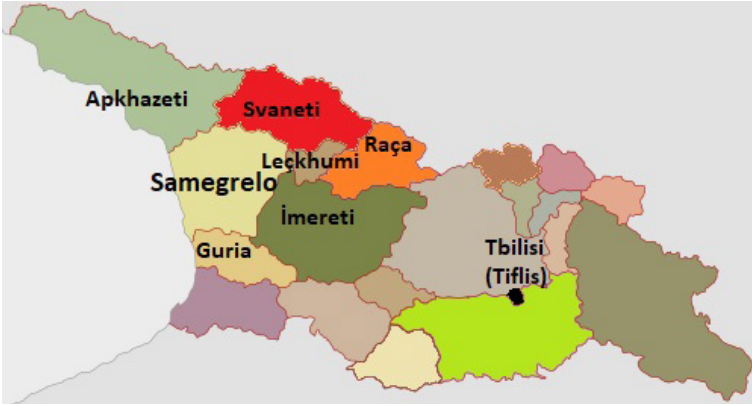 Apkhazeti
Svaneti
Raça
Leçkhumi
Samegrelo
İmereti
Guria
Tbilisi
(Tiflis)